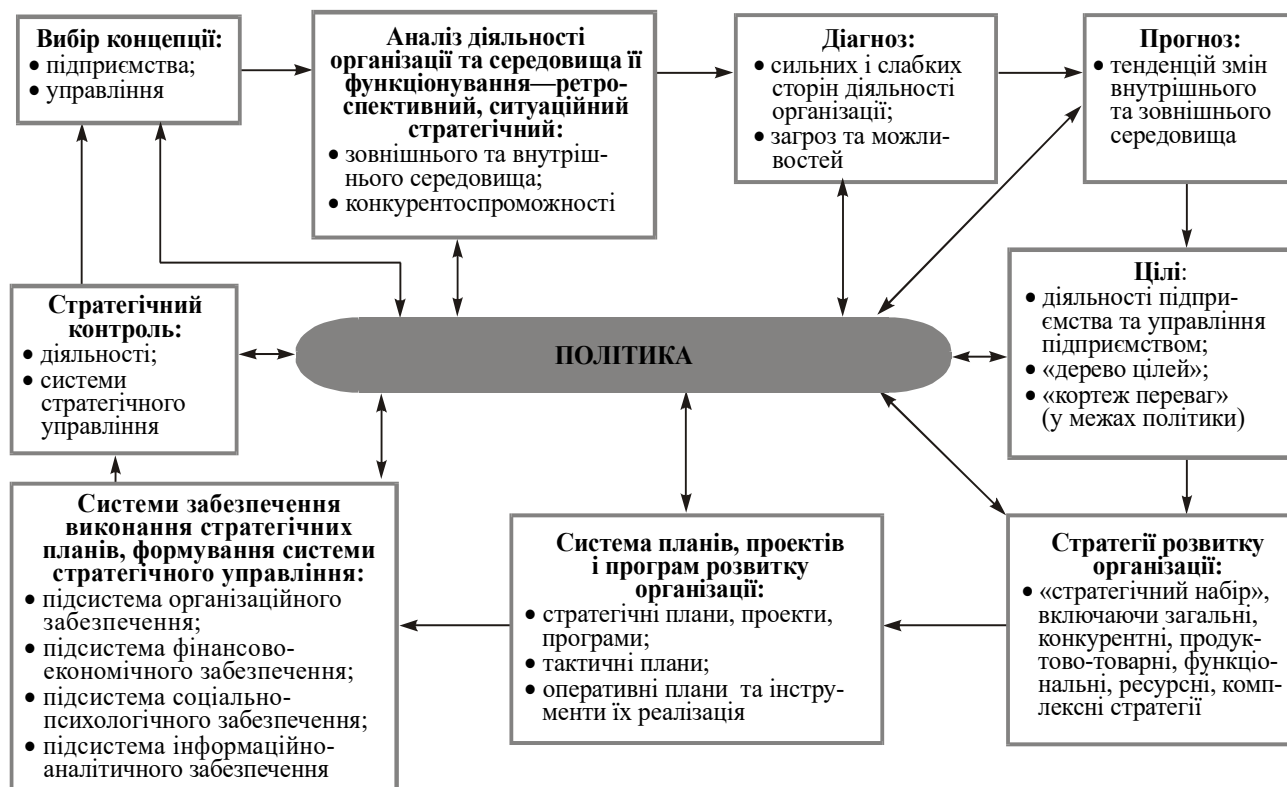 Вибір концепції:
• підприємства;
• управління
Аналіз діяльності
організації та середовища її
функціонування—ретро-
спективний, ситуаційний
стратегічний:
• зовнішнього та внутріш-
нього середовища;
• конкурентоспроможності
Діагноз:
• сильних і слабких
сторін діяльності
організації;
• загроз та можли-
востей
Прогноз:
• тенденцій змін
внутрішнього
та зовнішнього
середовища
Стратегічний
контроль:
• діяльності;
• системи
стратегічного
управління
ПОЛІТИКА
Цілі:
• діяльності підпри-
ємства та управління
підприємством;
• «дерево цілей»;
• «кортеж переваг»
(у межах політики)
Системи забезпечення
виконання стратегічних
планів, формування системи
стратегічного управління:
• підсистема організаційного
забезпечення;
• підсистема фінансово-
економічного забезпечення;
• підсистема соціально-
психологічного забезпечення;
• підсистема інформаційно-
аналітичного забезпечення
Система планів, проектів
і програм розвитку
організації:
• стратегічні плани, проекти,
програми;
• тактичні плани;
• оперативні плани та інстру-
менти їх реалізація
Стратегії розвитку
організації:
• «стратегічний набір»,
включаючи загальні,
конкурентні, продук-
тово-товарні, функціо-
нальні, ресурсні, комп-
лексні стратегії